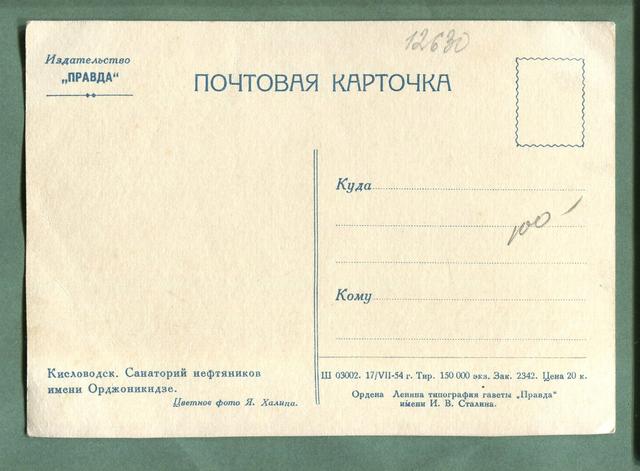 12630
Издательство
„ПРАВДА“
ПОЧТОВАЯ КАРТОЧКА
Куда
100 –
Кому
Кисловодск. Санаторий нефтяников
имени Орджоникидзе.
Цветное фото Я. Халипа.
Ш 03002. 17/VII-54 г. Тир. 150 000 экз. Зак. 2342. Цена 20 к.
Ордена Ленина типография газеты „Правда“
имени И. В. Сталина.